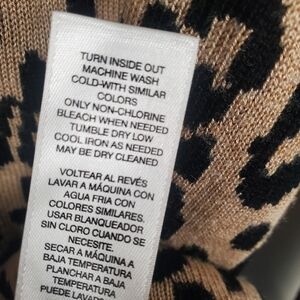 TURN INSIDE OUT
MACHINE WASH
COLD-WITH SIMILAR
COLORS
ONLY NON-CHLORINE
BLEACH WHEN NEEDED
TUMBLE DRY LOW
COOL IRON AS NEEDED
MAY BE DRY CLEANED
VOLTEAR AL REVÉS
LAVAR A MÁQUINA CON
AGUA FRIA CON
COLORES SIMILARES.
USAR BLANQUEADOR
SIN CLORO CUANDO SE
NECESITE.
SECAR A MÁQUINA A
BAJA TEMPERATURA
PLANCHAR A BAJA
TEMPERATURA
PUEDE LAVAR